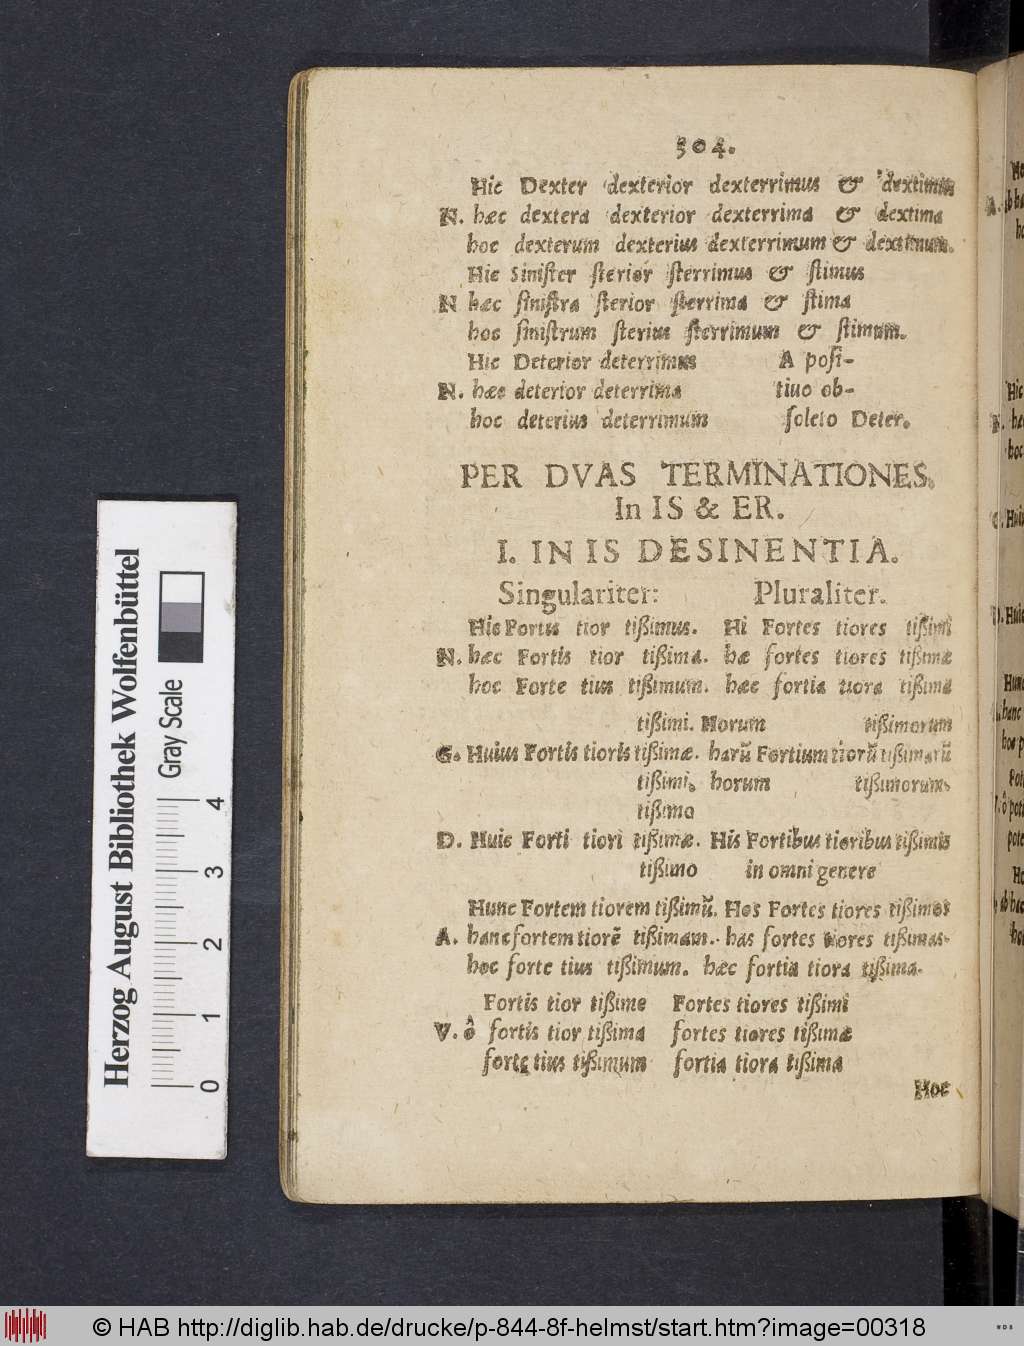 304.
Hic Dexter dexterior dexterrimus & dextimus
N. hæc dextera dexterior dexterrima & dextima
hoc dexterum dexterius dexterrimum & dextimum.
Hic Siniſter ſterior ſterrimus & ſtimus
N hæc ſiniſtra ſterior ſterrima & ſtima
hoc ſiniſtrum ſterius ſterrimum & ſtimum.
Hic Deterior deterrimus A poſi-
N. hæc deterior deterrima tiuo ob-
hoc deterius deterrimum ſoleto Deter.
PER DVAS TERMINATIONES.
In IS & ER.
I. IN IS DESINENTIA.
Singulariter: Pluraliter.
Hic Fortis tior tißimus. Hi Fortes tiores tißimi
N. hæc Fortis tior tißima. hæ fortes tiores tißimæ
hoc Forte tius tißimum. hæc fortia tiora tißima
tißimi. Horum tißimorum
G. Huius Fortis tioris tißimæ. harũ Fortium tiorũ tißimarũ
tißimi. horum tißimorum.
tißimo
D. Huic Forti tiori tißimæ. His Fortibus tioribus tißimis
tißimo in omni genere
Hunc Fortem tiorem tißimũ. Hos Fortes tiores tißimos
A. hanc fortem tiorẽ tißimam. has fortes tiores tißimas.
hoc forte tius tißimum. hæc fortia tiora tißima.
Fortis tior tißime Fortes tiores tißimi
V. ô fortis tior tißima fortes tiores tißimæ
forte tius tißimum fortia tiora tißima
Hoc
Herzog August Bibliothek Wolfenbüttel
Gray Scale
0 1 2 3 4
© HAB http://diglib.hab.de/drucke/p-844-8f-helmst/start.htm?image=00318